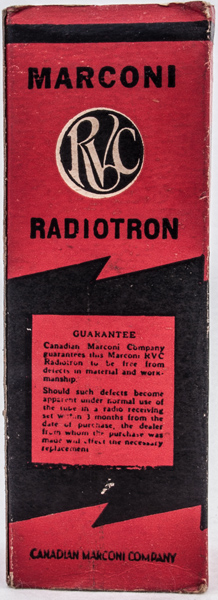 MARCONI
RVC
RADIOTRON
GUARANTEE
Canadian Marconi Company
guarantees this Marconi RVC
Radiotron to be free from
defects in material and work-
manship.
Should such defects become
apparent under normal use of
the tube in a radio receiving
set within 3 months from the
date of purchase, the dealer
from whom the purchase was
made will effect the necessary
replacement
CANADIAN MARCONI COMPANY